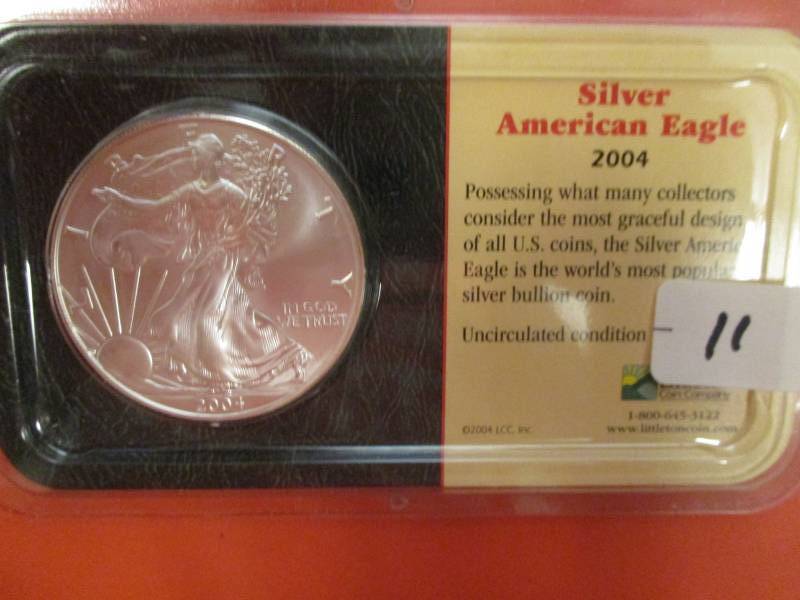 LIBERTY
IN GOD
WE TRUST
2004
Silver
American Eagle
2004
Possessing what many collectors
consider the most graceful design
of all U.S. coins, the Silver Americ
Eagle is the world's most popular
silver bullion coin.
Uncirculated condition
11
Coin Company
1-800-645-3122
©2004 LCC, Inc.
www.littletoncoin.com